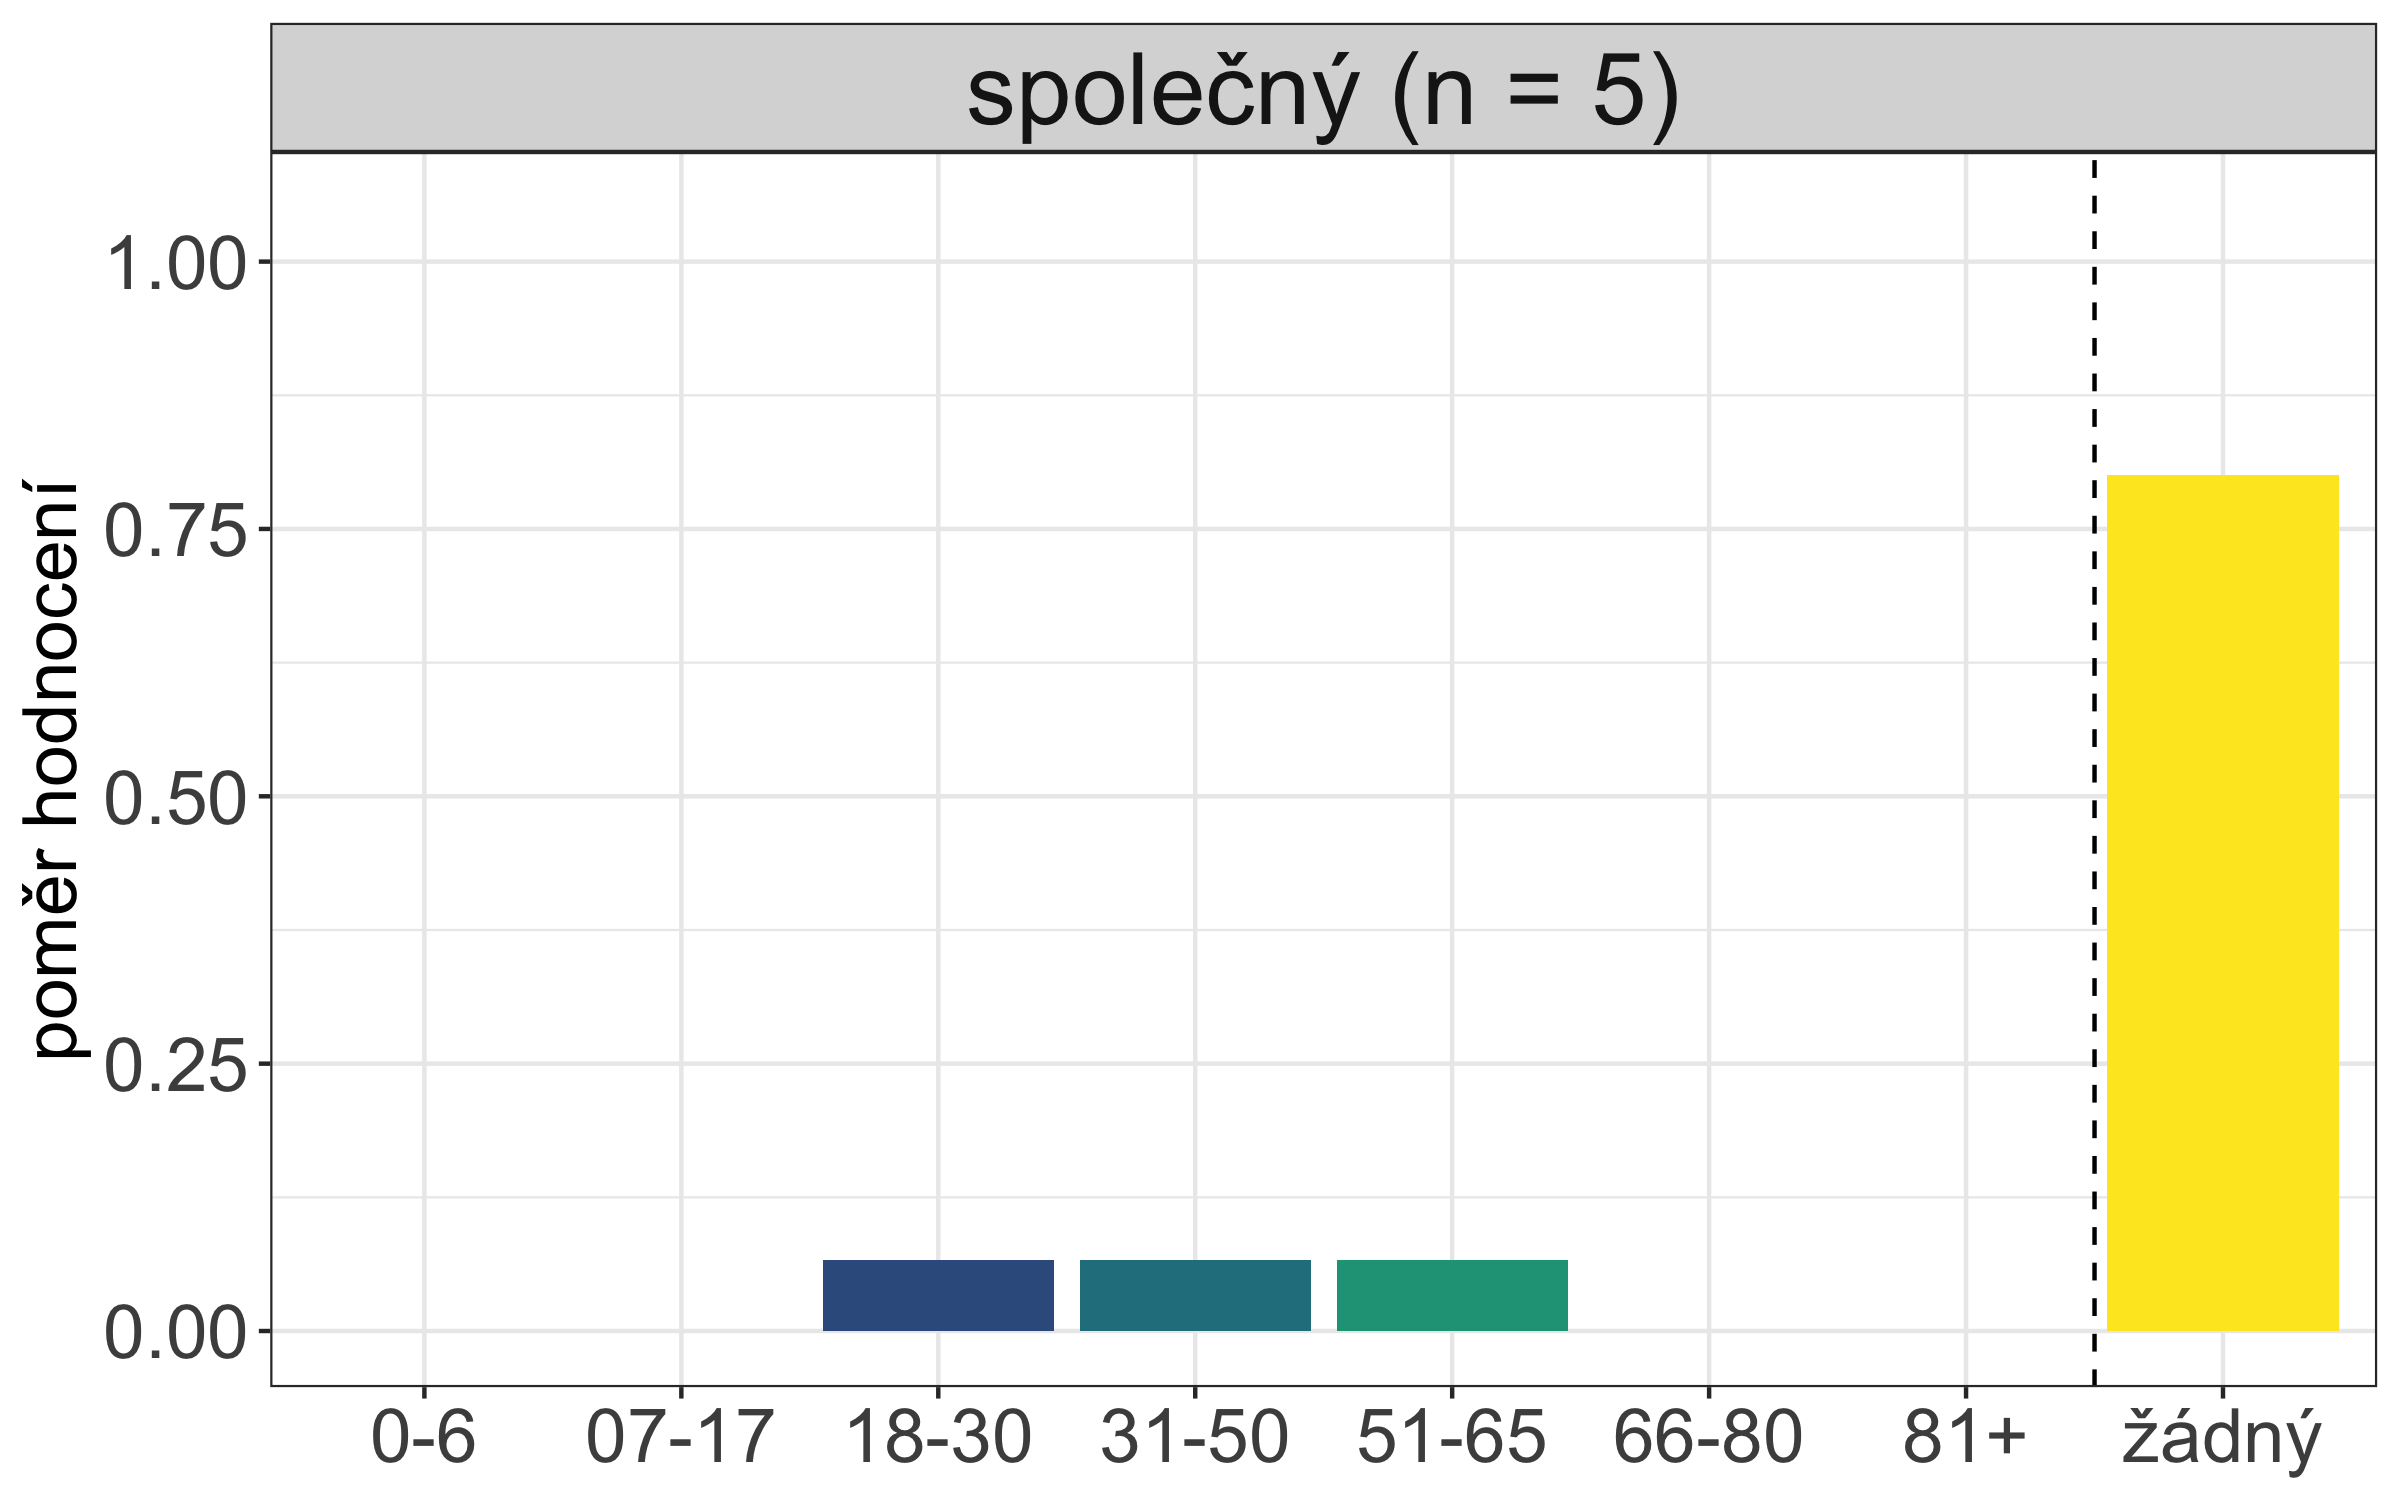 společný (n = 5)
poměr hodnocení
1.00
0.75
0.50
0.25
0.00
0-6 07-17 18-30 31-50 51-65 66-80 81+ žádný